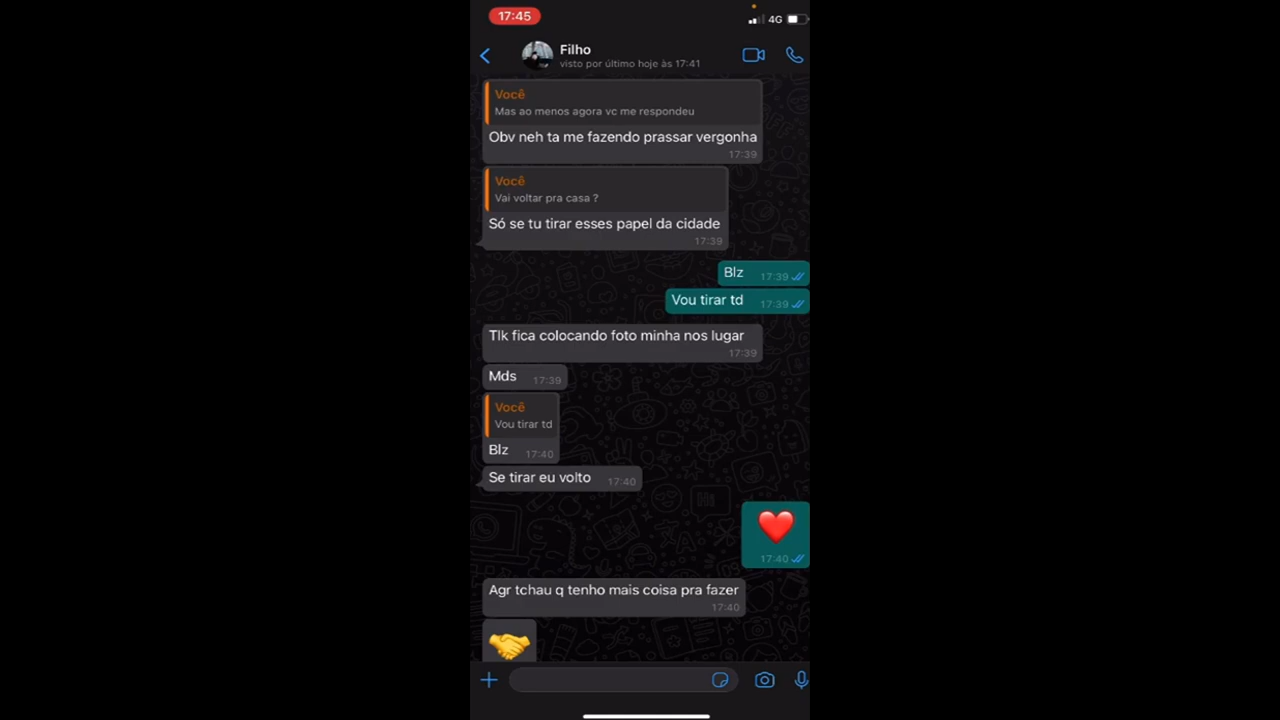 17:45
4G
Filho
visto por último hoje às 17:41
Você
Mas ao menos agora vc me respondeu
Obv neh ta me fazendo prassar vergonha
17:39
Você
Vai voltar pra casa ?
Só se tu tirar esses papel da cidade
17:39
Blz 17:39
Vou tirar td 17:39
Tlk fica colocando foto minha nos lugar
17:39
Mds 17:39
Você
Vou tirar td
Blz 17:40
Se tirar eu volto 17:40
❤️
17:40
Agr tchau q tenho mais coisa pra fazer
17:40
🤝